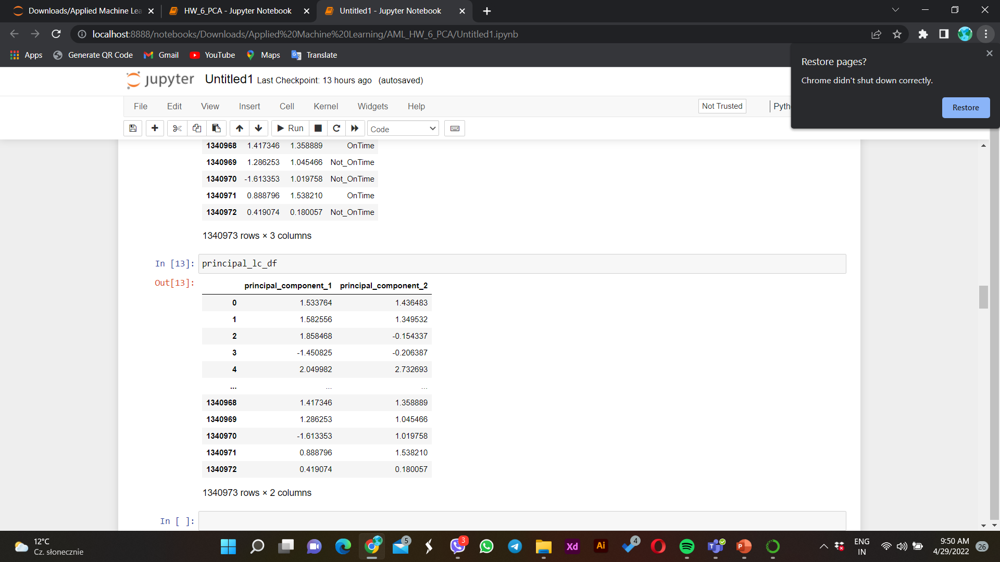 Downloads/Applied Machine Lea
HW_6_PCA - Jupyter Notebook
Untitled1 - Jupyter Notebook
localhost:8888/notebooks/Downloads/Applied%20Machine%20Learning/AML_HW_6_PCA/Untitled1.ipynb
Apps Generate QR Code Gmail YouTube Maps Translate
Restore pages?
Chrome didn't shut down correctly.
Restore
jupyter Untitled1 Last Checkpoint: 13 hours ago (autosaved)
File Edit View Insert Cell Kernel Widgets Help Not Trusted Pyth
Run Code
1340968 1.417346 1.358889 OnTime
1340969 1.286253 1.045466 Not_OnTime
1340970 -1.613353 1.019758 Not_OnTime
1340971 0.888796 1.538210 OnTime
1340972 0.419074 0.180057 Not_OnTime
1340973 rows × 3 columns
In [13]: principal_lc_df
Out[13]:
principal_component_1 principal_component_2
0 1.533764 1.436483
1 1.582556 1.349532
2 1.858468 -0.154337
3 -1.450825 -0.206387
4 2.049982 2.732693
... ... ...
1340968 1.417346 1.358889
1340969 1.286253 1.045466
1340970 -1.613353 1.019758
1340971 0.888796 1.538210
1340972 0.419074 0.180057
1340973 rows × 2 columns
In [ ]:
12°C
Cz. słonecznie
5
3
Xd
Ai
4
T
P
ENG
IN
9:50 AM
4/29/2022
26